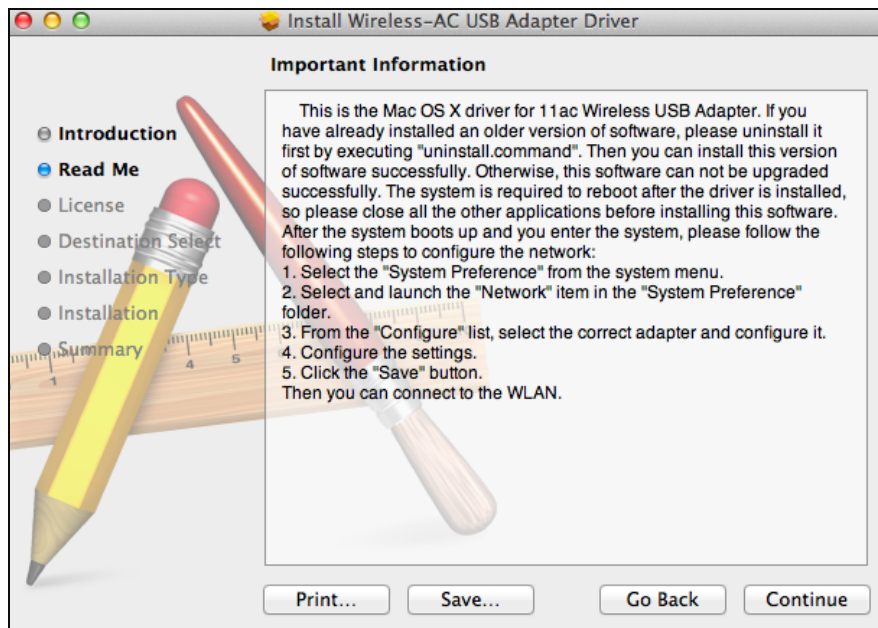 Install Wireless-AC USB Adapter Driver
Important Information
Introduction
Read Me
License
Destination Select
Installation Type
Installation
Summary
This is the Mac OS X driver for 11ac Wireless USB Adapter. If you
have already installed an older version of software, please uninstall it
first by executing "uninstall.command". Then you can install this version
of software successfully. Otherwise, this software can not be upgraded
successfully. The system is required to reboot after the driver is installed,
so please close all the other applications before installing this software.
After the system boots up and you enter the system, please follow the
following steps to configure the network:
1. Select the "System Preference" from the system menu.
2. Select and launch the "Network" item in the "System Preference"
folder.
3. From the "Configure" list, select the correct adapter and configure it.
4. Configure the settings.
5. Click the "Save" button.
Then you can connect to the WLAN.
1
4
5
Print...
Save...
Go Back
Continue